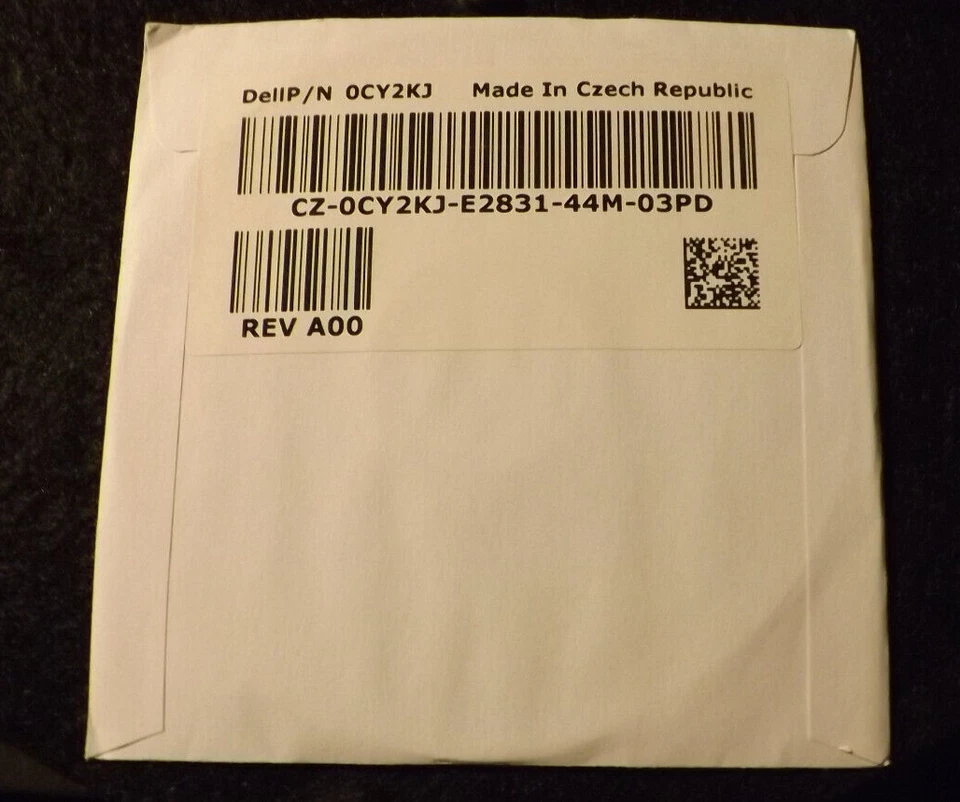 DellP/N 0CY2KJ Made In Czech Republic
CZ-0CY2KJ-E2831-44M-03PD
REV A00